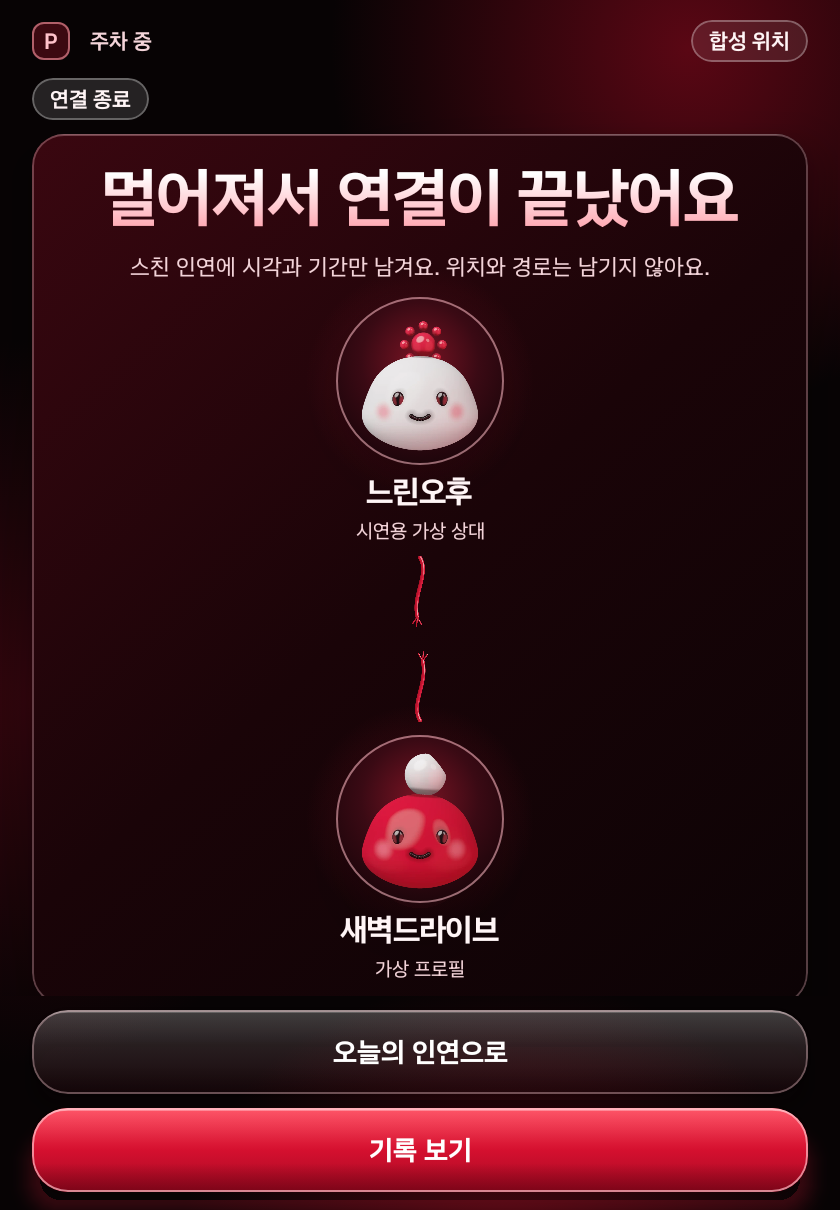 P 주차 중
합성 위치
연결 종료
멀어져서 연결이 끝났어요
스친 인연에 시각과 기간만 남겨요. 위치와 경로는 남기지 않아요.
느린오후
시연용 가상 상대
새벽드라이브
가상 프로필
오늘의 인연으로
기록 보기